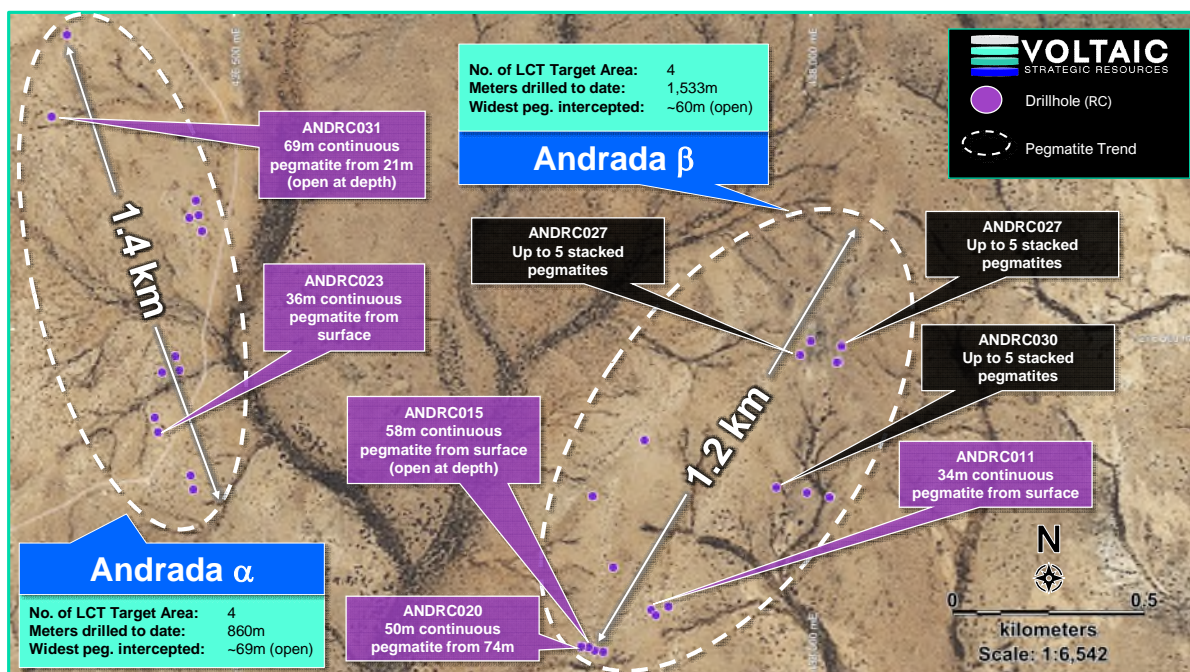 No. of LCT Target Area: 4
Meters drilled to date: 1,533m
Widest peg. intercepted: ~60m (open)
Andrada β
VOLTAIC
STRATEGIC RESOURCES
Drillhole (RC)
Pegmatite Trend
ANDRC031
69m continuous
pegmatite from 21m
(open at depth)
1.4 km
ANDRC023
36m continuous
pegmatite from
surface
ANDRC027
Up to 5 stacked
pegmatites
ANDRC027
Up to 5 stacked
pegmatites
ANDRC030
Up to 5 stacked
pegmatites
1.2 km
ANDRC015
58m continuous
pegmatite from surface
(open at depth)
ANDRC011
34m continuous
pegmatite from surface
ANDRC020
50m continuous
pegmatite from 74m
Andrada α
No. of LCT Target Area: 4
Meters drilled to date: 860m
Widest peg. intercepted: ~69m (open)
N
0 0.5
kilometers
Scale: 1:6,542